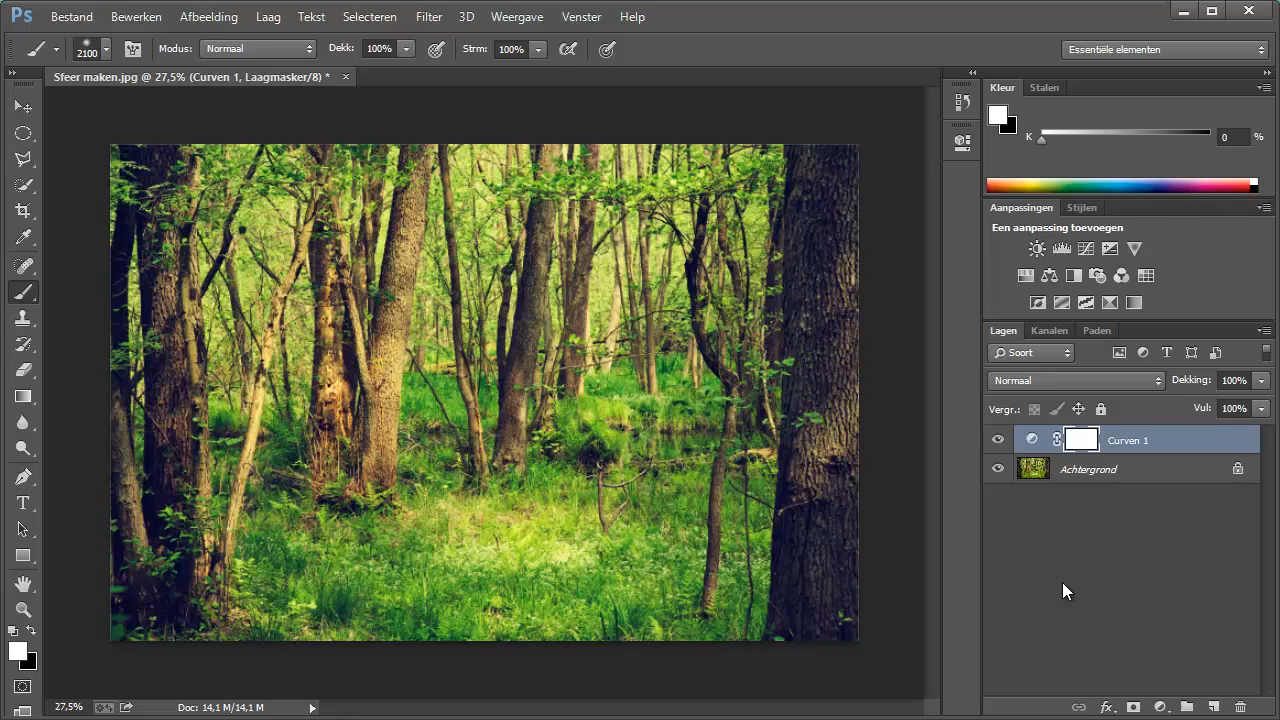 Ps Bestand Bewerken Afbeelding Laag Tekst Selecteren Filter 3D Weergave Venster Help
2100 Modus: Normaal Dekk: 100% Strm: 100% Essentiële elementen
Sfeer maken.jpg @ 27,5% (Curven 1, Laagmasker/8) * ×
Kleur Stalen
K 0 %
Aanpassingen Stijlen
Een aanpassing toevoegen
Lagen Kanalen Paden
Soort
Normaal Dekking: 100%
Vergr.: Vul: 100%
Curven 1
Achtergrond
27,5% Doc: 14,1 M/14,1 M